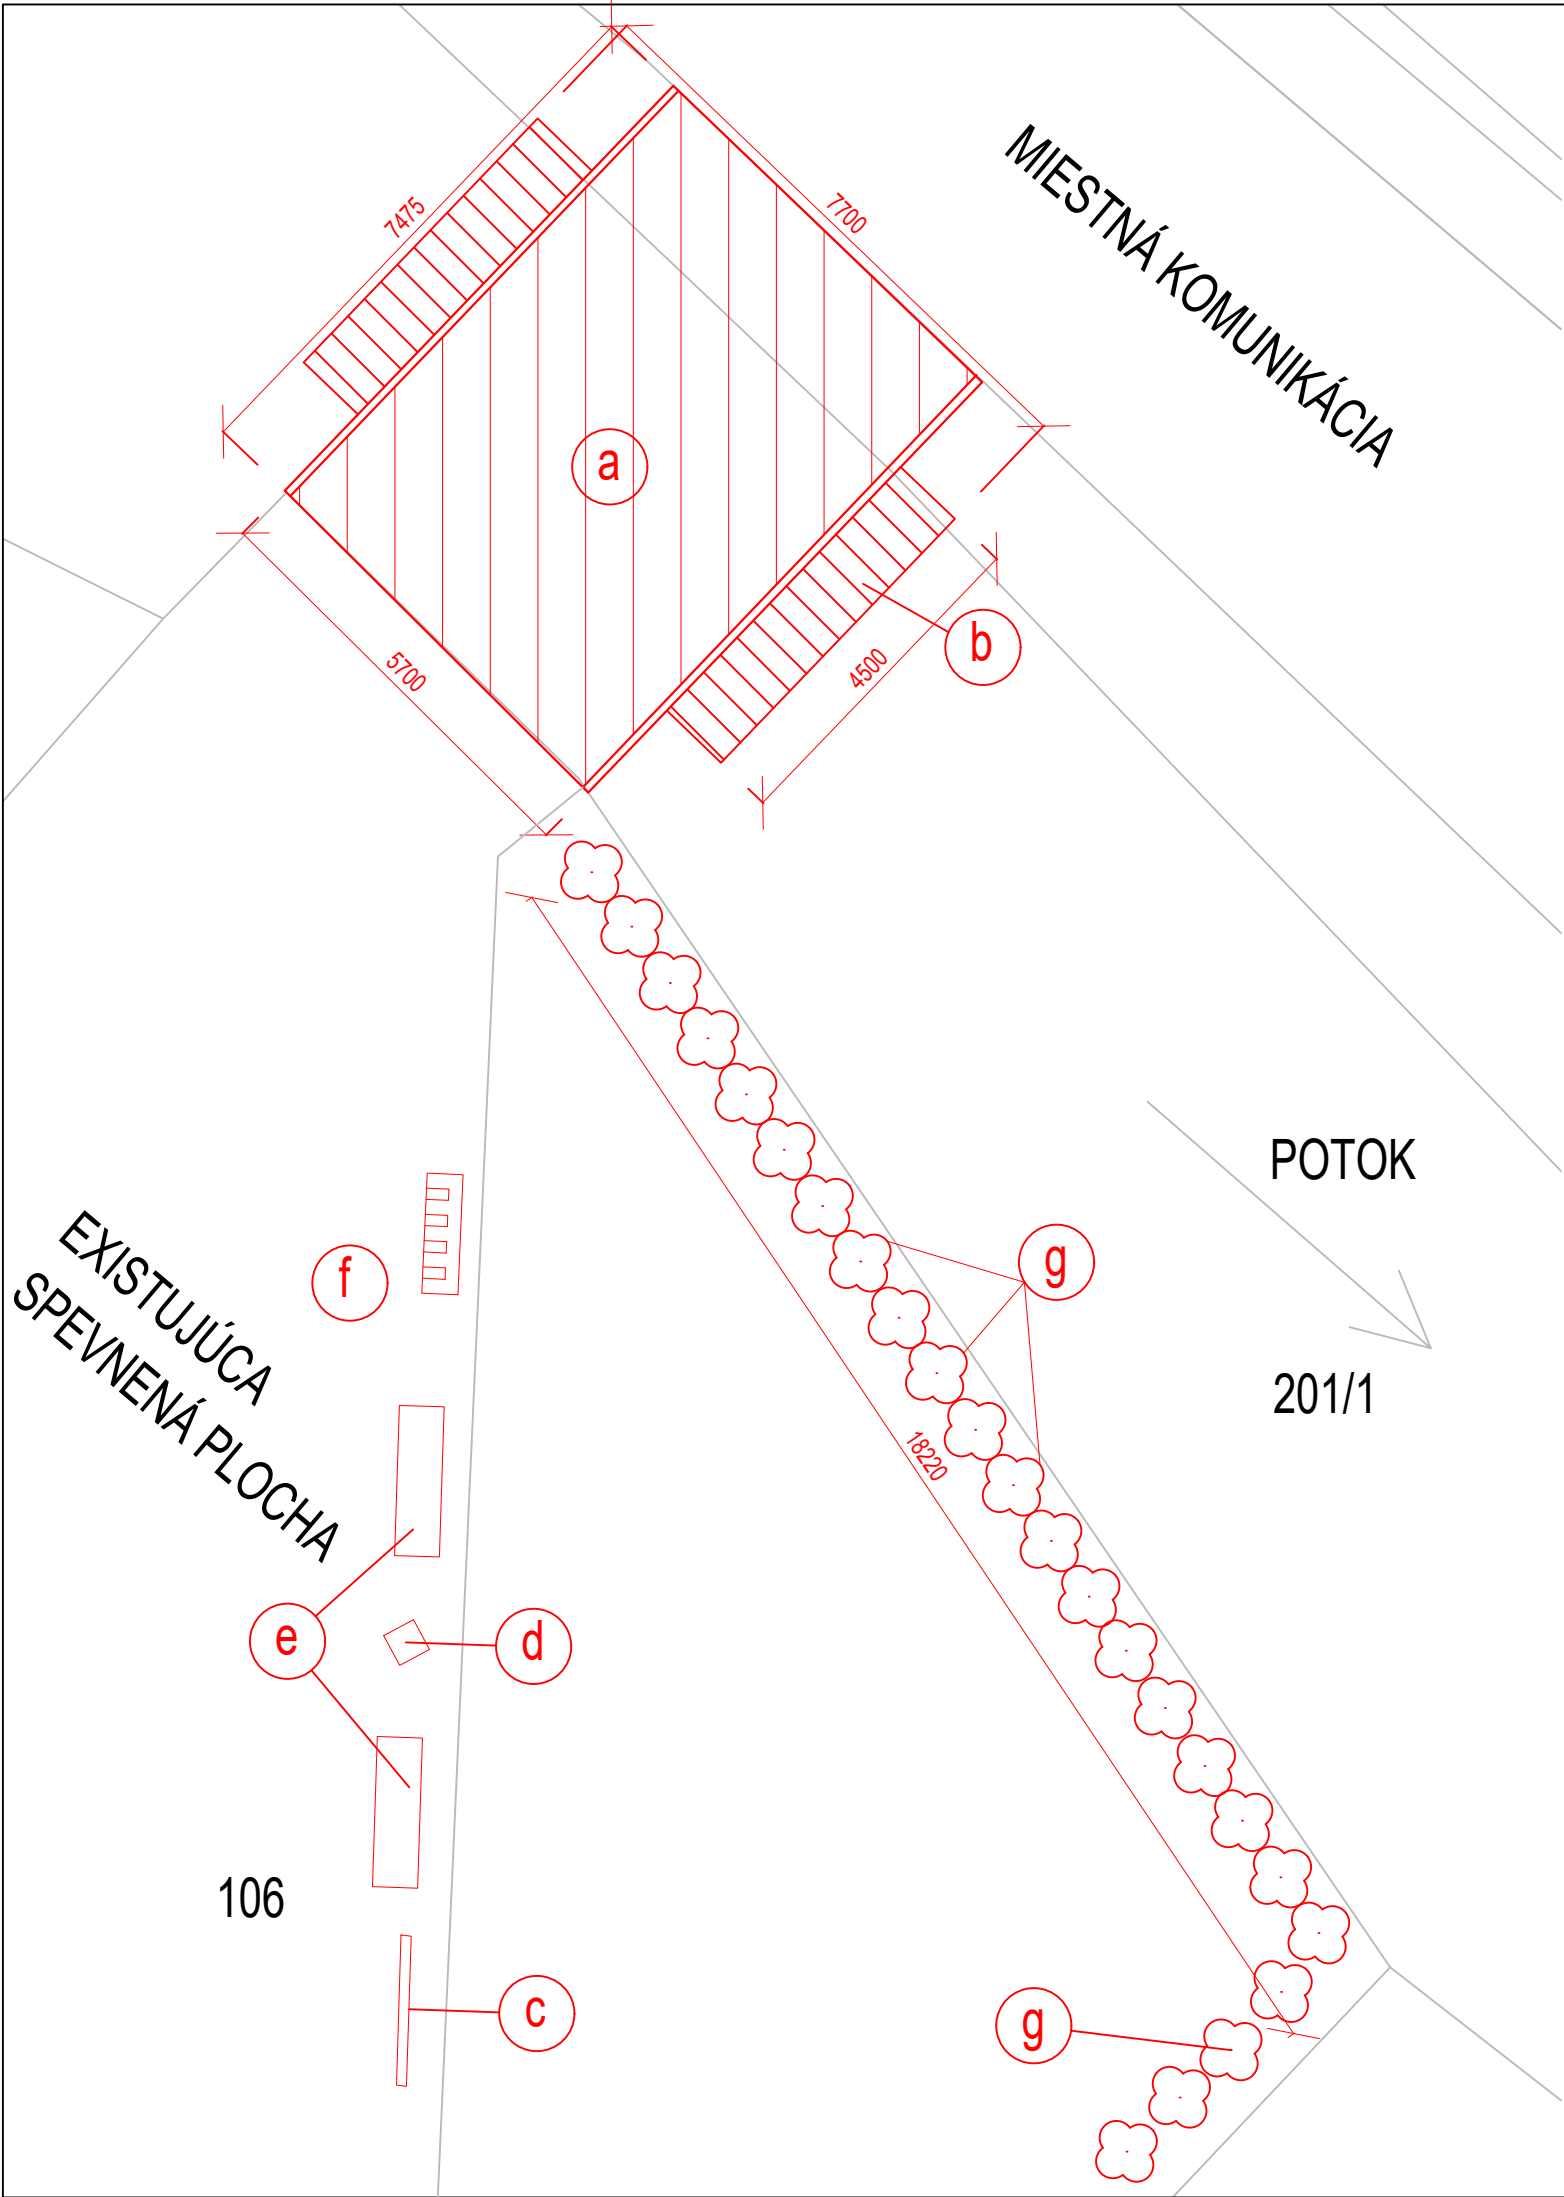 7475
7700
MIESTNÁ KOMUNIKÁCIA
a
b
5700
4500
POTOK
g
f
EXISTUJÚCA
SPEVNENÁ PLOCHA
201/1
18220
e
d
106
c
g